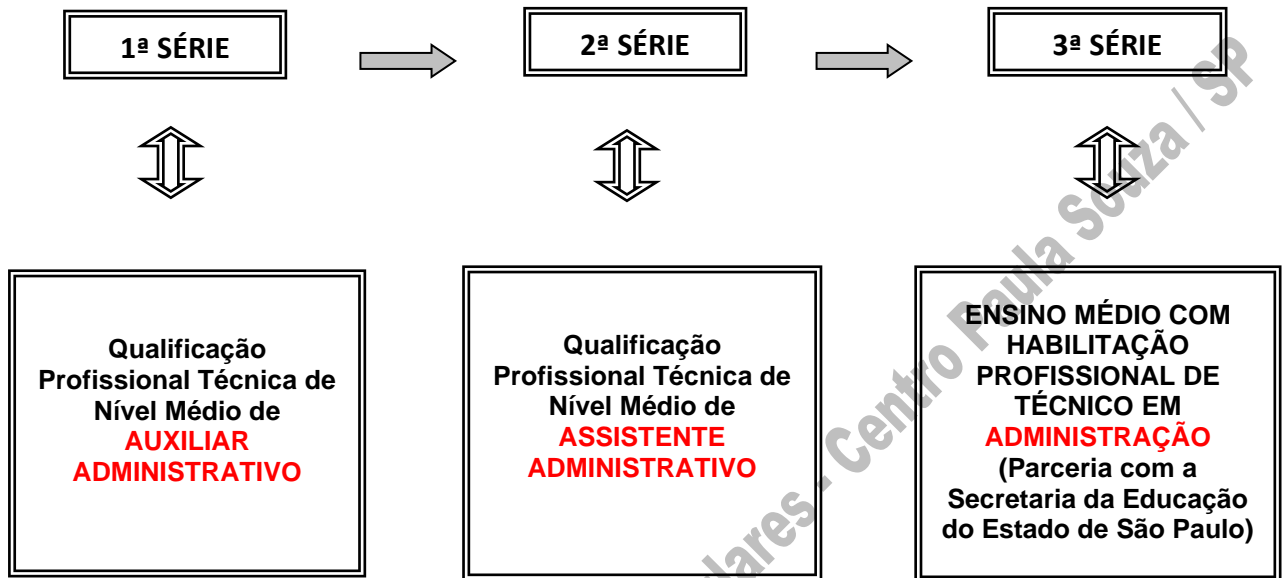 1ª SÉRIE
2ª SÉRIE
3ª SÉRIE
Qualificação
Profissional Técnica de
Nível Médio de
AUXILIAR
ADMINISTRATIVO
Qualificação
Profissional Técnica de
Nível Médio de
ASSISTENTE
ADMINISTRATIVO
ENSINO MÉDIO COM
HABILITAÇÃO
PROFISSIONAL DE
TÉCNICO EM
ADMINISTRAÇÃO
(Parceria com a
Secretaria da Educação
do Estado de São Paulo)
- Centro Paula Souza / SP